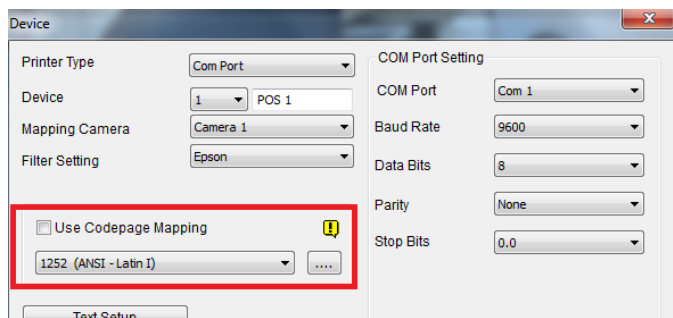 Device
Printer Type
Com Port
Device
1
POS 1
Mapping Camera
Camera 1
Filter Setting
Epson
Use Codepage Mapping
1252 (ANSI - Latin I)
....
Text Setup
COM Port Setting
COM Port
Com 1
Baud Rate
9600
Data Bits
8
Parity
None
Stop Bits
0.0